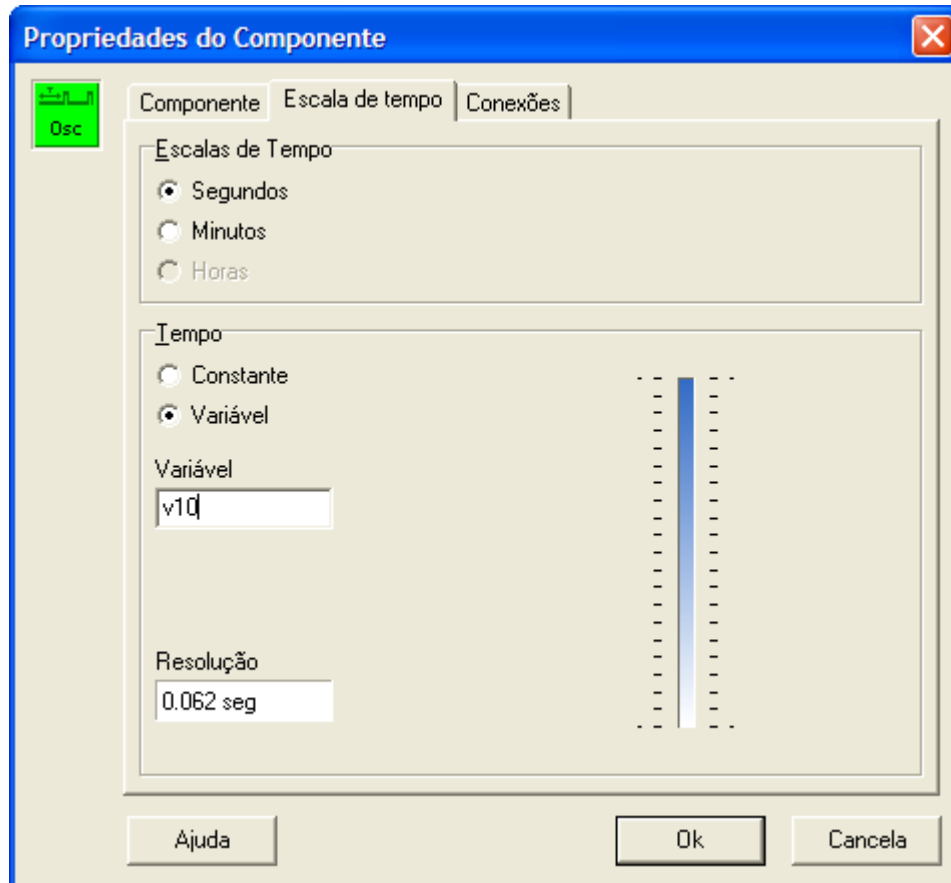 Propriedades do Componente
Osc
Componente Escala de tempo Conexões
Escalas de Tempo
Segundos
Minutos
Horas
Tempo
Constante
Variável
Variável
v10
Resolução
0.062 seg
Ajuda Ok Cancela